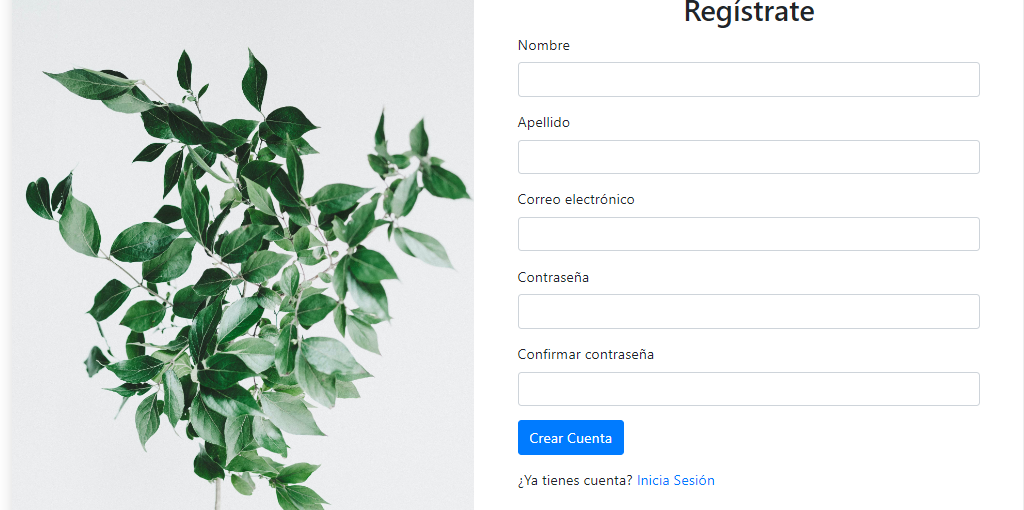 Regístrate
Nombre
Apellido
Correo electrónico
Contraseña
Confirmar contraseña
Crear Cuenta
¿Ya tienes cuenta? Inicia Sesión